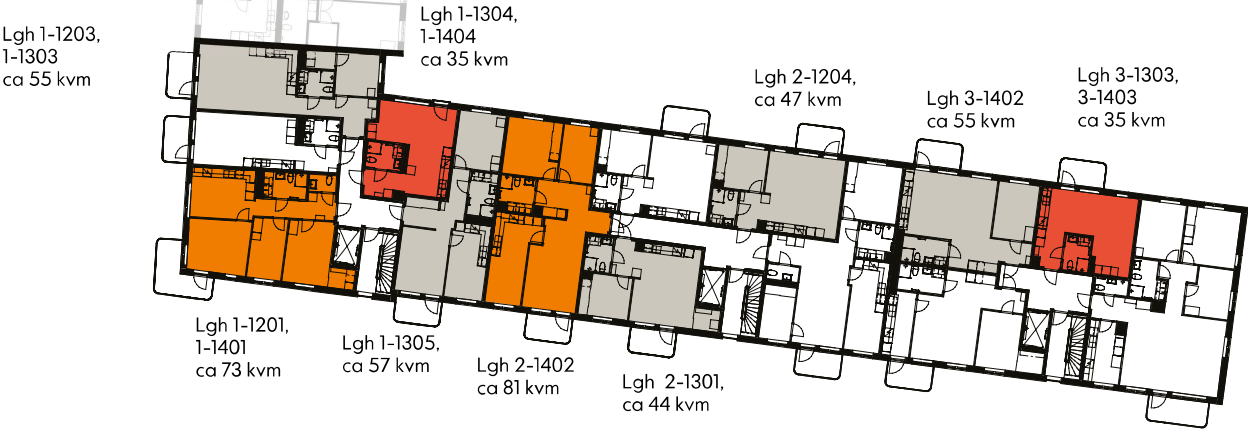 Lgh 1-1203,
1-1303
ca 55 kvm
Lgh 1-1304,
1-1404
ca 35 kvm
Lgh 2-1204,
ca 47 kvm
Lgh 3-1402
ca 55 kvm
Lgh 3-1303,
3-1403
ca 35 kvm
Lgh 1-1201,
1-1401
ca 73 kvm
Lgh 1-1305,
ca 57 kvm
Lgh 2-1402
ca 81 kvm
Lgh 2-1301,
ca 44 kvm